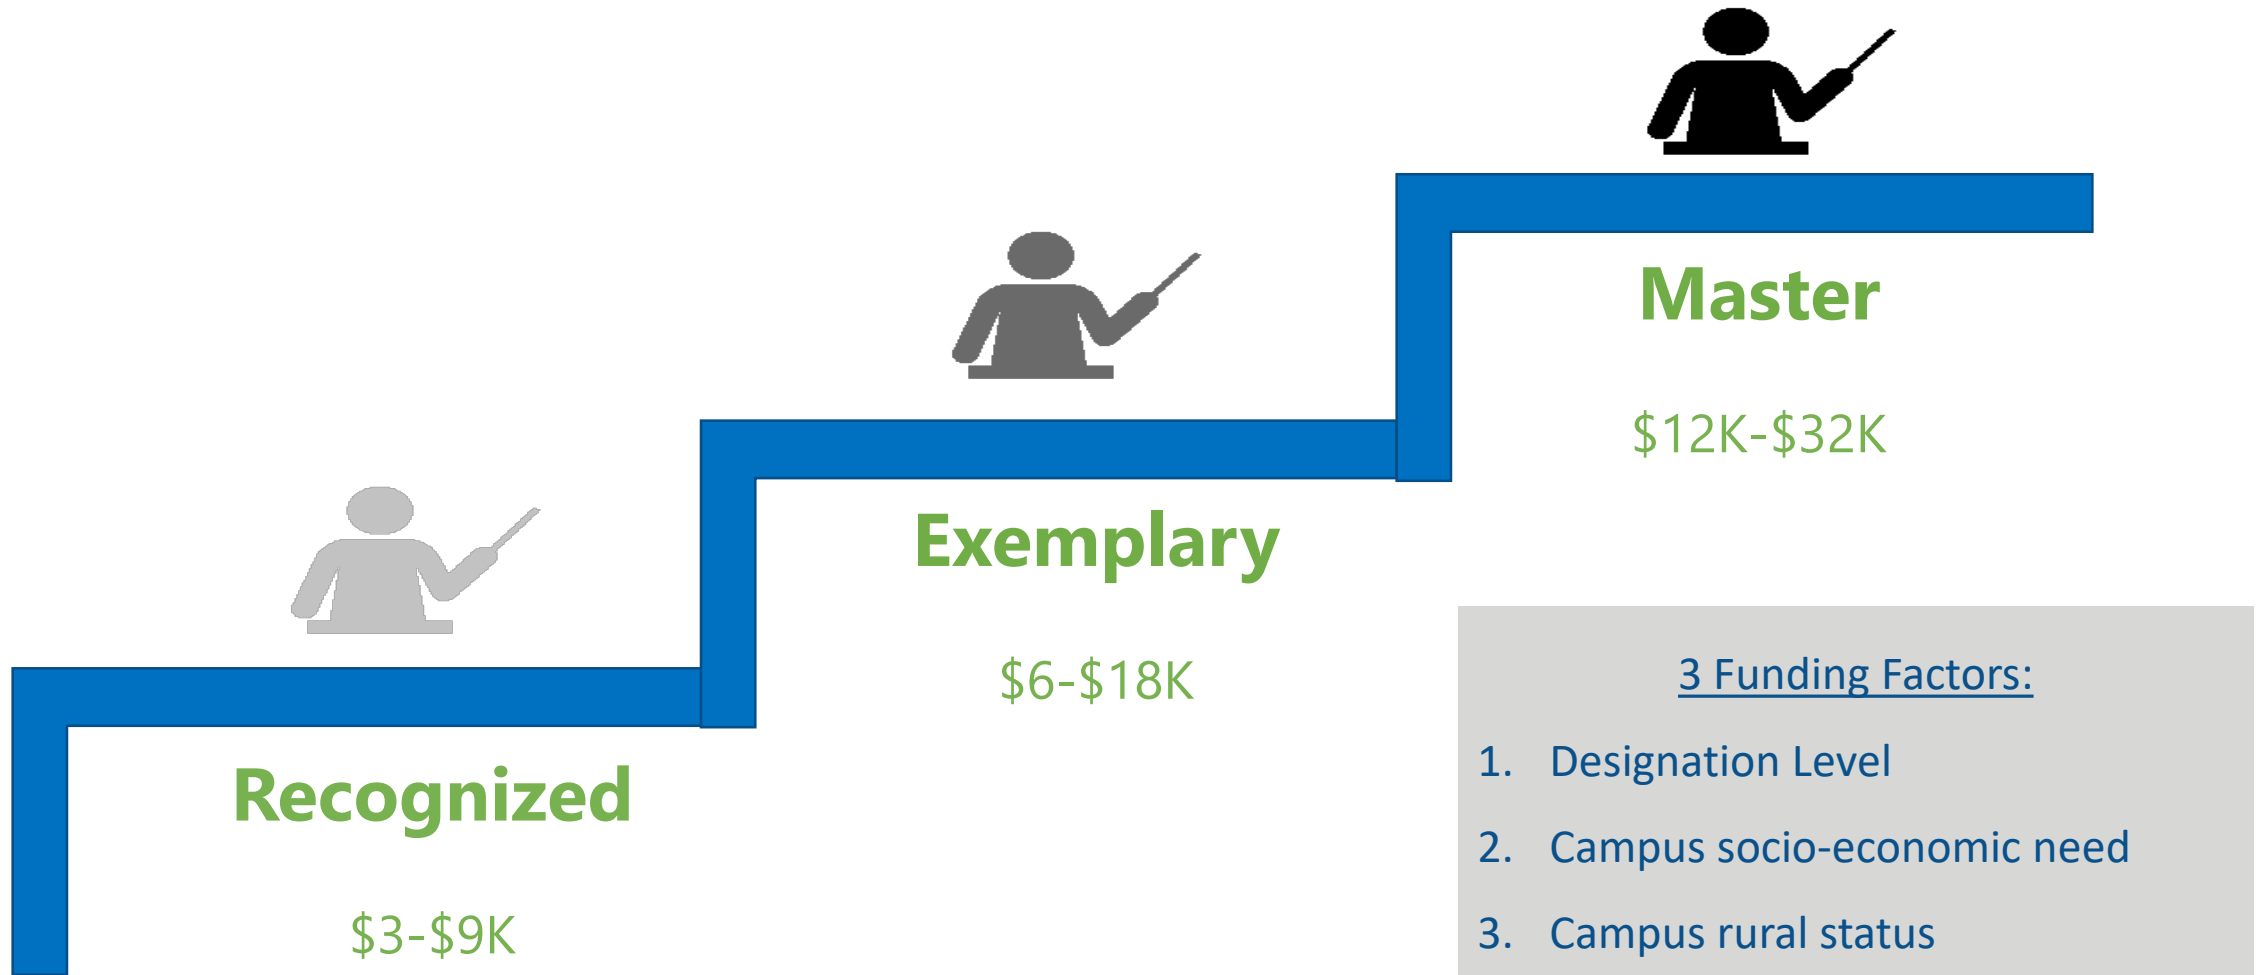 Master
$12K-$32K
Exemplary
$6-$18K
Recognized
$3-$9K
3 Funding Factors:
1. Designation Level
2. Campus socio-economic need
3. Campus rural status